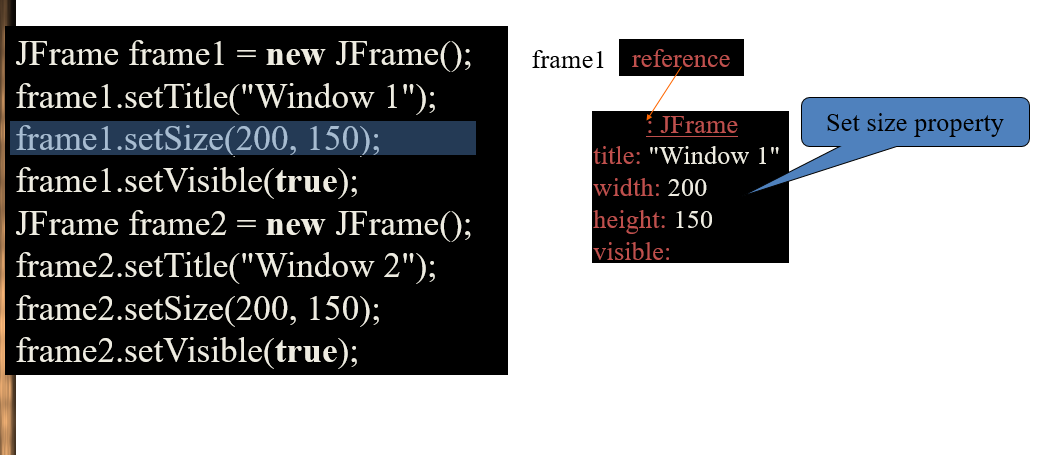 JFrame frame1 = new JFrame();
frame1.setTitle("Window 1");
frame1.setSize(200, 150);
frame1.setVisible(true);
JFrame frame2 = new JFrame();
frame2.setTitle("Window 2");
frame2.setSize(200, 150);
frame2.setVisible(true);
frame1 reference
: JFrame
title: "Window 1"
width: 200
height: 150
visible:
Set size property